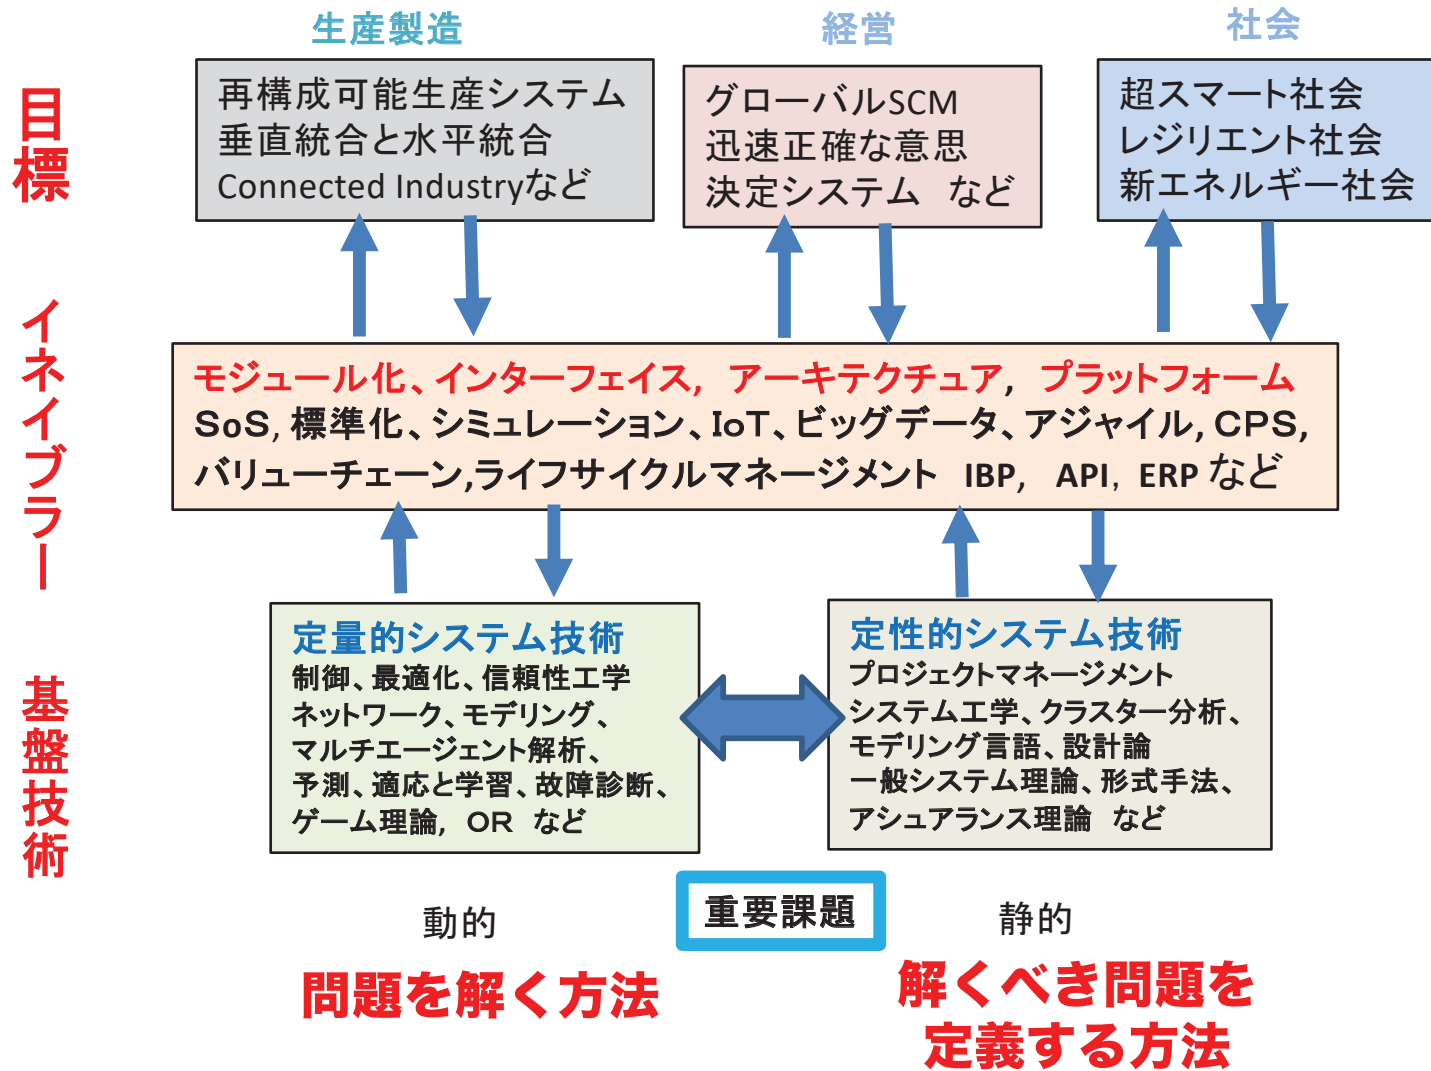 生産製造
経営
社会
目標
再構成可能生産システム
垂直統合と水平統合
Connected Industryなど
グローバルSCM
迅速正確な意思
決定システム　など
超スマート社会
レジリエント社会
新エネルギー社会
イネイブラー
モジュール化、インターフェイス,　アーキテクチュア,　プラットフォーム
SoS, 標準化、シミュレーション、IoT、ビッグデータ、アジャイル, CPS,
バリューチェーン,ライフサイクルマネージメント　IBP,　API,　ERP など
基盤技術
定量的システム技術
制御、最適化、信頼性工学
ネットワーク、モデリング、
マルチエージェント解析、
予測、適応と学習、故障診断、
ゲーム理論,　OR　など
定性的システム技術
プロジェクトマネージメント
システム工学、クラスター分析、
モデリング言語、設計論
一般システム理論、形式手法、
アシュアランス理論　など
重要課題
動的
静的
問題を解く方法
解くべき問題を
定義する方法